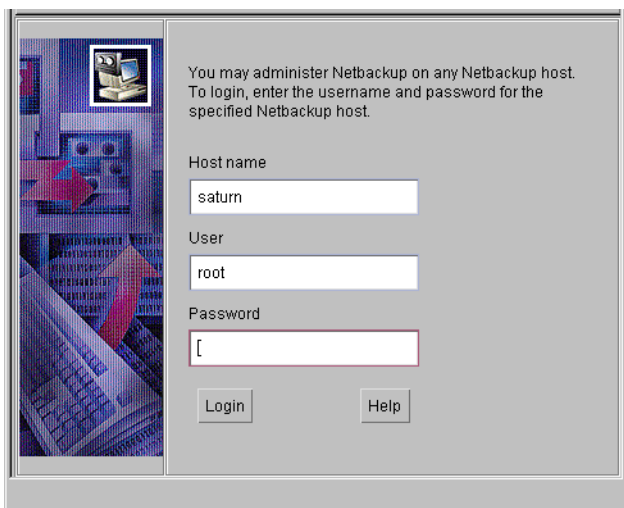 You may administer Netbackup on any Netbackup host.
To login, enter the username and password for the
specified Netbackup host.
Host name
saturn
User
root
Password
[
Login
Help